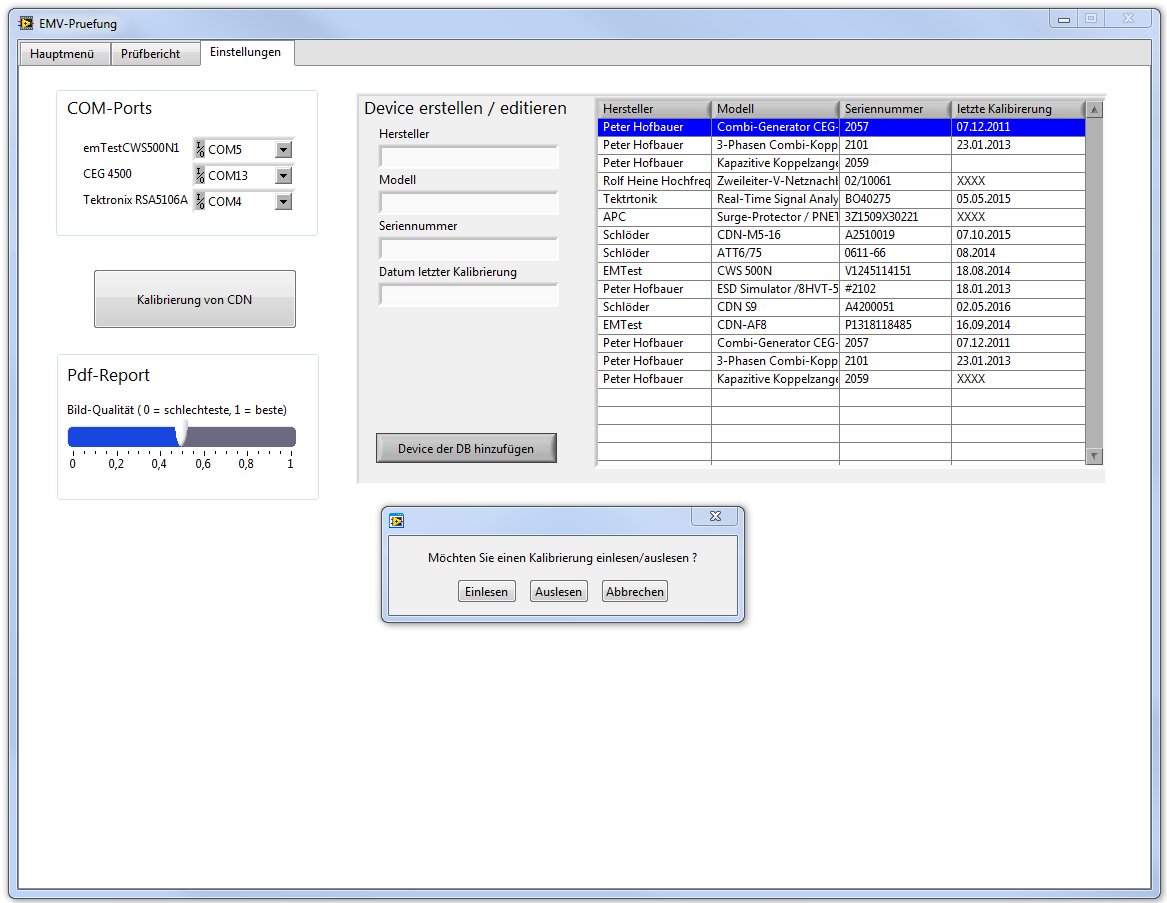 EMV-Pruefung
Hauptmenü Prüfbericht Einstellungen
COM-Ports
emTestCWS500N1 COM5
CEG 4500 COM13
Tektronix RSA5106A COM4
Kalibrierung von CDN
Pdf-Report
Bild-Qualität ( 0 = schlechteste, 1 = beste)
0 0,2 0,4 0,6 0,8 1
Device erstellen / editieren
Hersteller
Modell
Seriennummer
Datum letzter Kalibrierung
Device der DB hinzufügen
Hersteller Modell Seriennummer letzte Kalibrierung
Peter Hofbauer Combi-Generator CEG- 2057 07.12.2011
Peter Hofbauer 3-Phasen Combi-Kopp 2101 23.01.2013
Peter Hofbauer Kapazitive Koppelzange 2059
Rolf Heine Hochfreq Zweileiter-V-Netznachb 02/10061 XXXX
Tektrtonik Real-Time Signal Analy BO40275 05.05.2015
APC Surge-Protector / PNET 3Z1509X30221 XXXX
Schlöder CDN-M5-16 A2510019 07.10.2015
Schlöder ATT6/75 0611-66 08.2014
EMTest CWS 500N V1245114151 18.08.2014
Peter Hofbauer ESD Simulator /8HVT-5 #2102 18.01.2013
Schlöder CDN S9 A4200051 02.05.2016
EMTest CDN-AF8 P1318118485 16.09.2014
Peter Hofbauer Combi-Generator CEG- 2057 07.12.2011
Peter Hofbauer 3-Phasen Combi-Kopp 2101 23.01.2013
Peter Hofbauer Kapazitive Koppelzange 2059 XXXX
Möchten Sie einen Kalibrierung einlesen/auslesen ?
Einlesen Auslesen Abbrechen